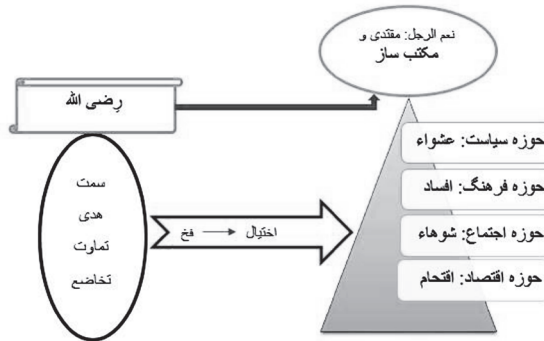 نعم الرجل: مقتدی و
مکتب ساز
رِضی الله
حوزه سیاست: عشواء
حوزه فرهنگ: افساد
حوزه اجتماع: شوهاء
حوزه اقتصاد: اقتحام
سمت
هدی
تماوت
تخاضع
اختیال → فخ